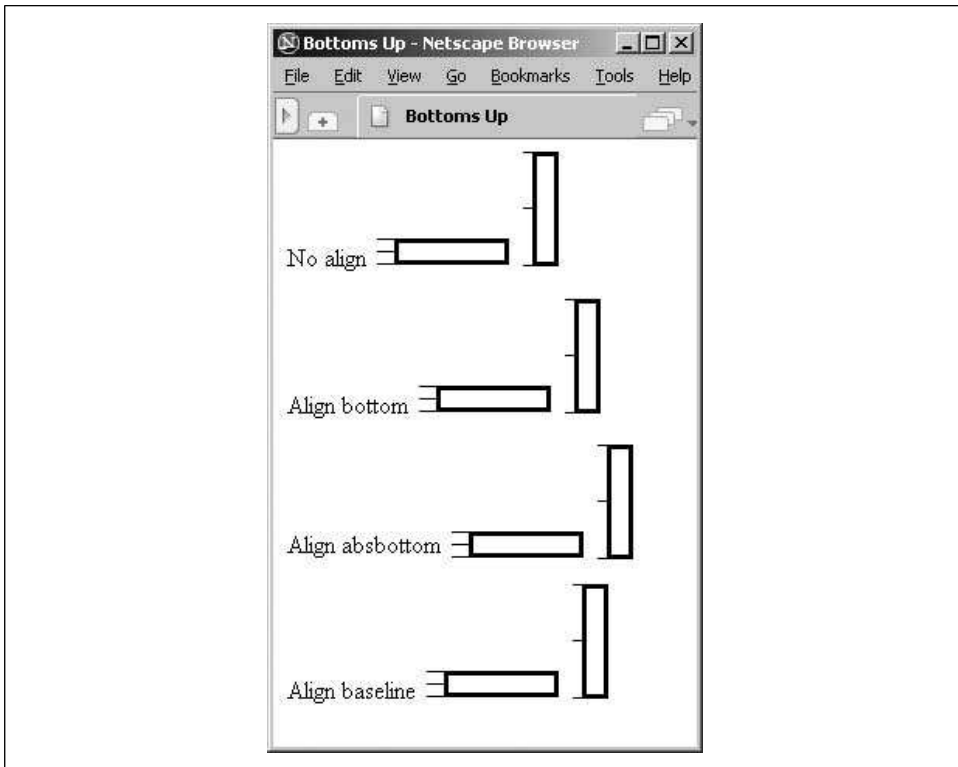 Bottoms Up - Netscape Browser
File Edit View Go Bookmarks Tools Help
Bottoms Up
No align
Align bottom
Align absbottom
Align baseline